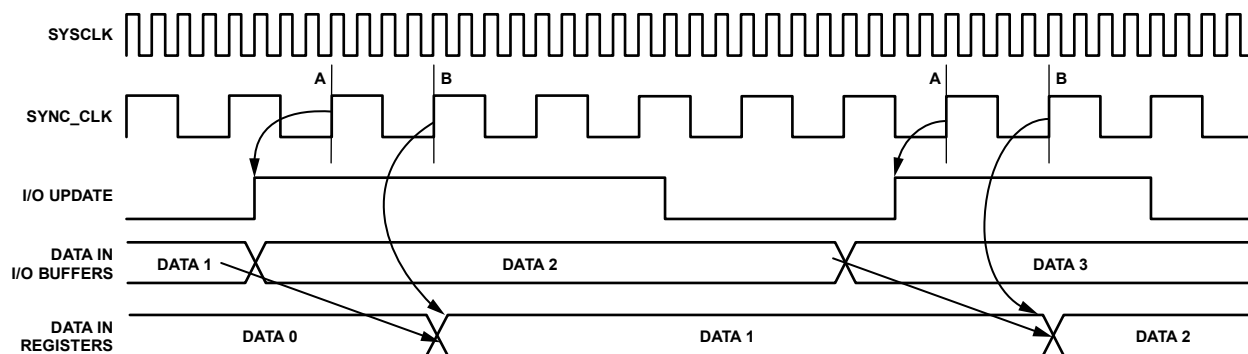 SYSCLK
A B A B
SYNC_CLK
I/O UPDATE
DATA IN
I/O BUFFERS
DATA 1 DATA 2 DATA 3
DATA IN
REGISTERS
DATA 0 DATA 1 DATA 2